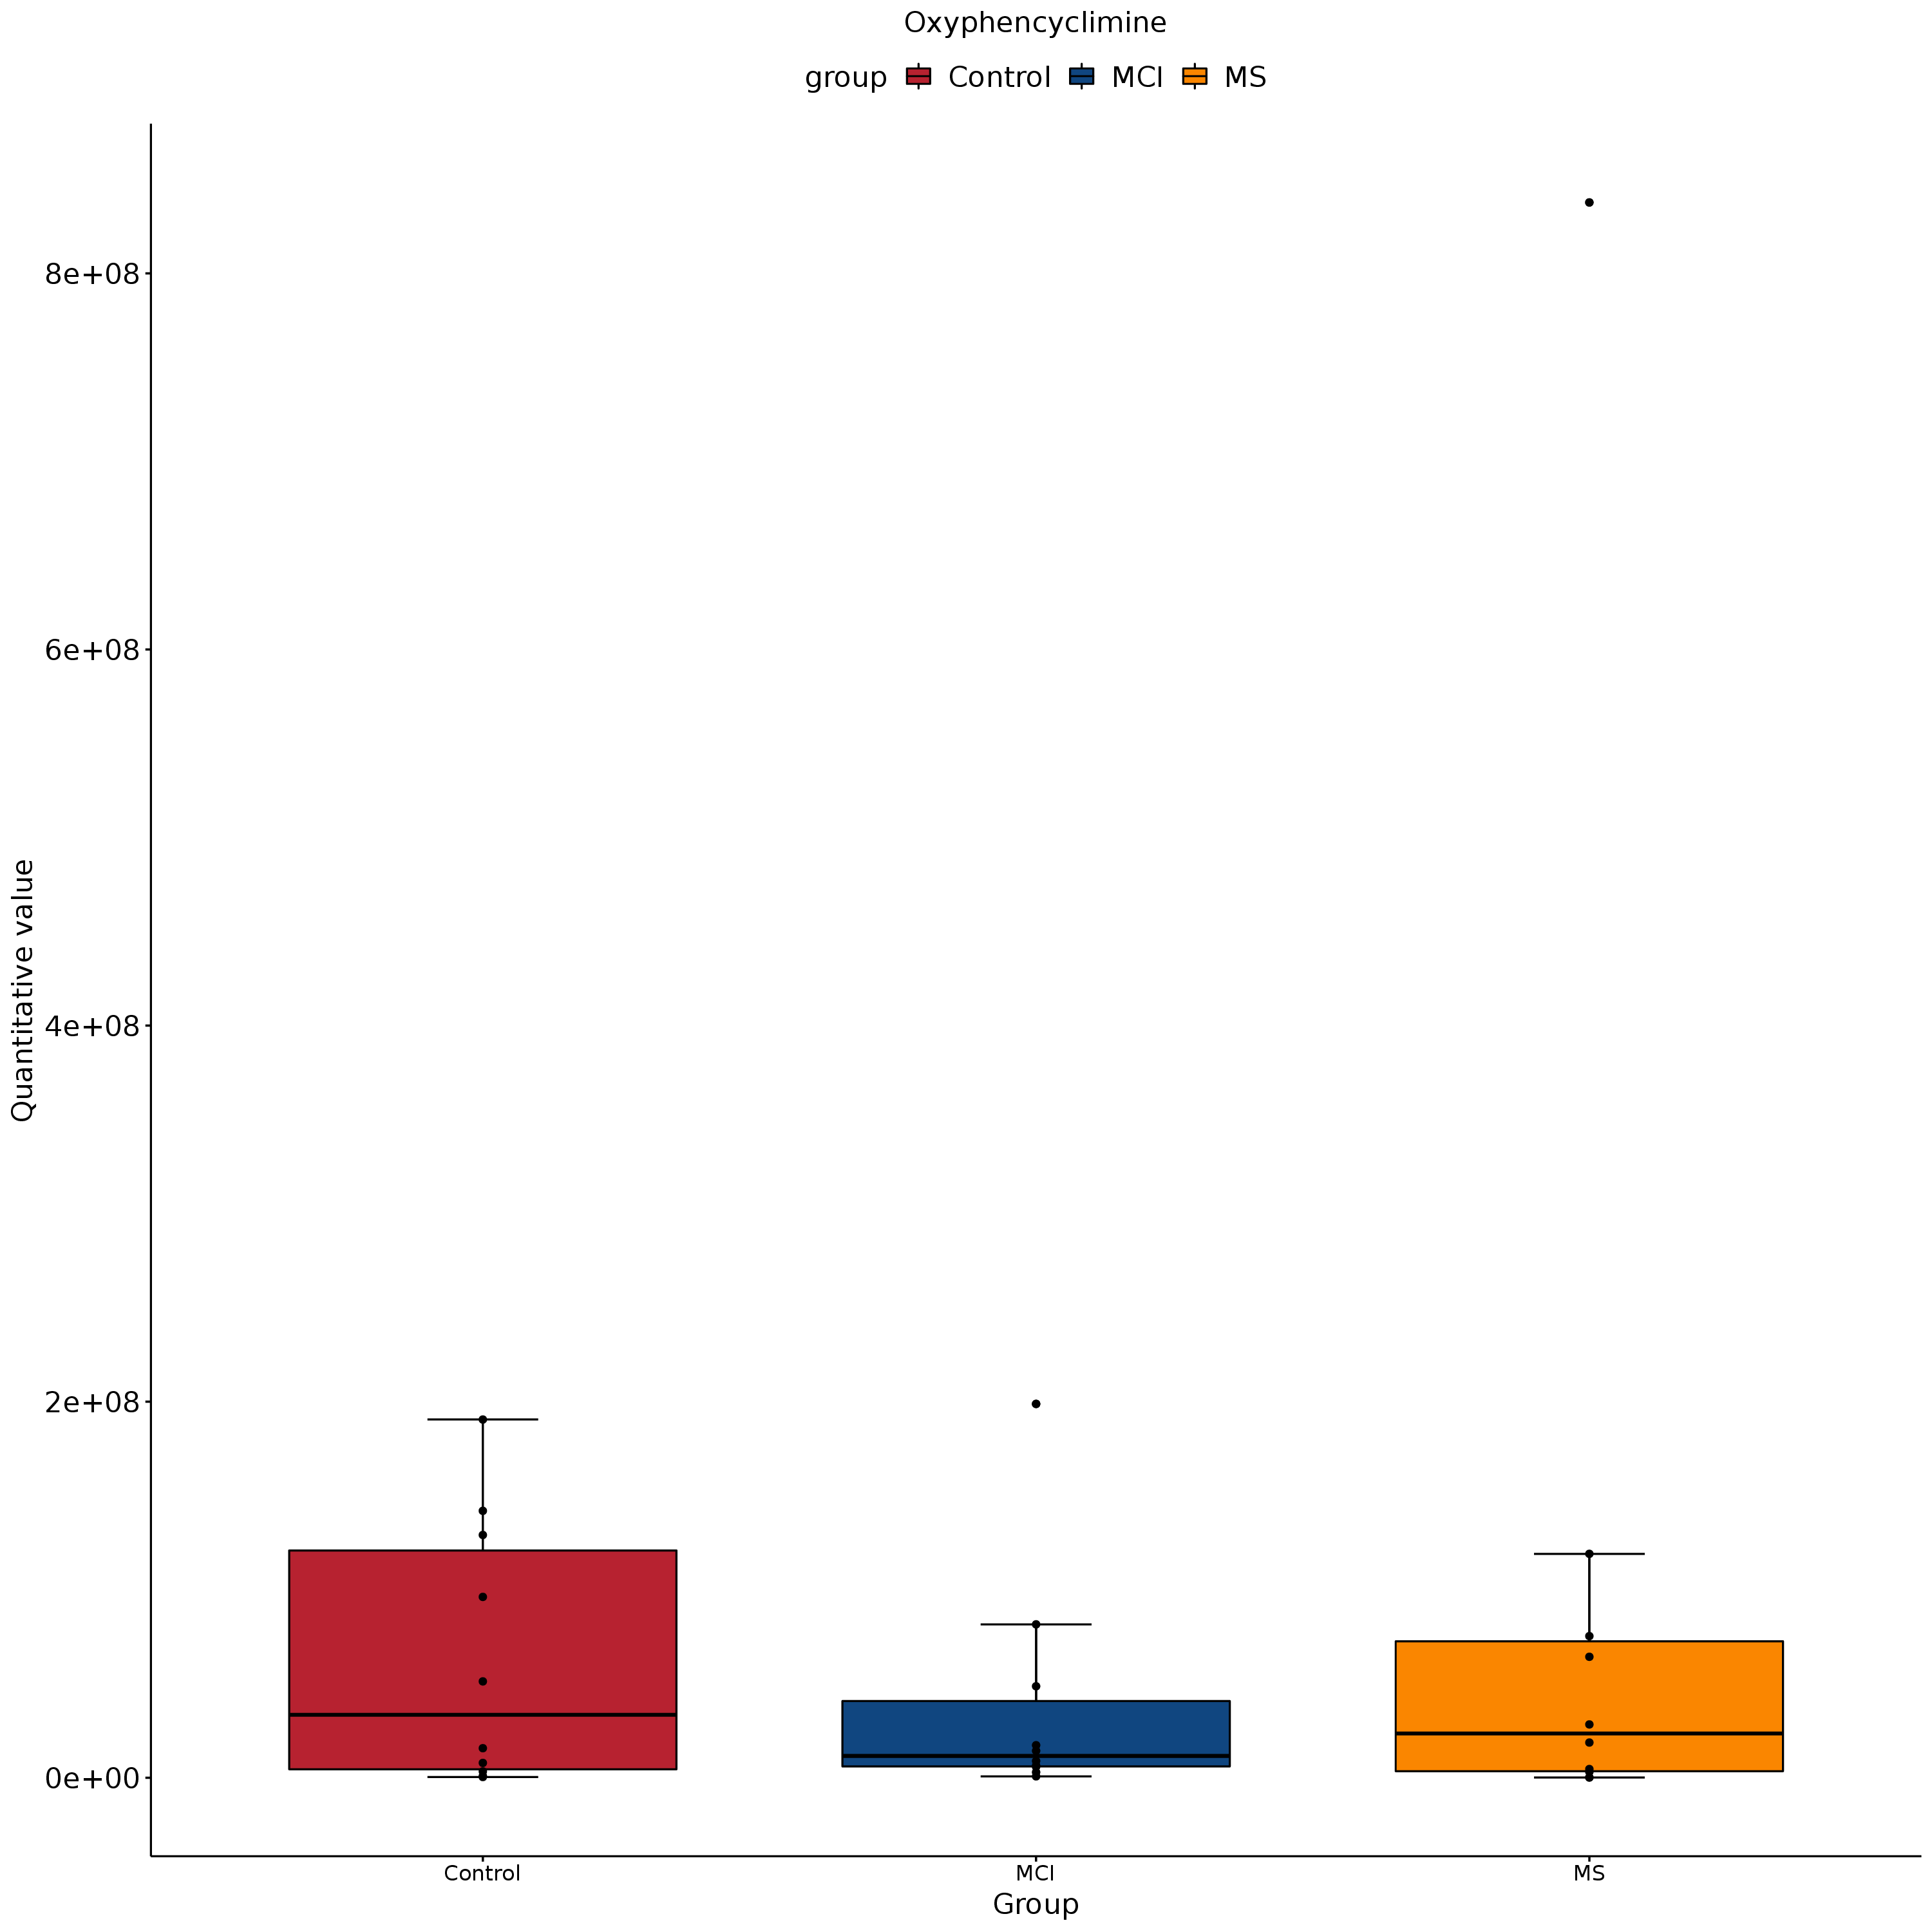 Oxyphencyclimine
group Control MCI MS
Quantitative value
8e+08
6e+08
4e+08
2e+08
0e+00
Control MCI MS
Group